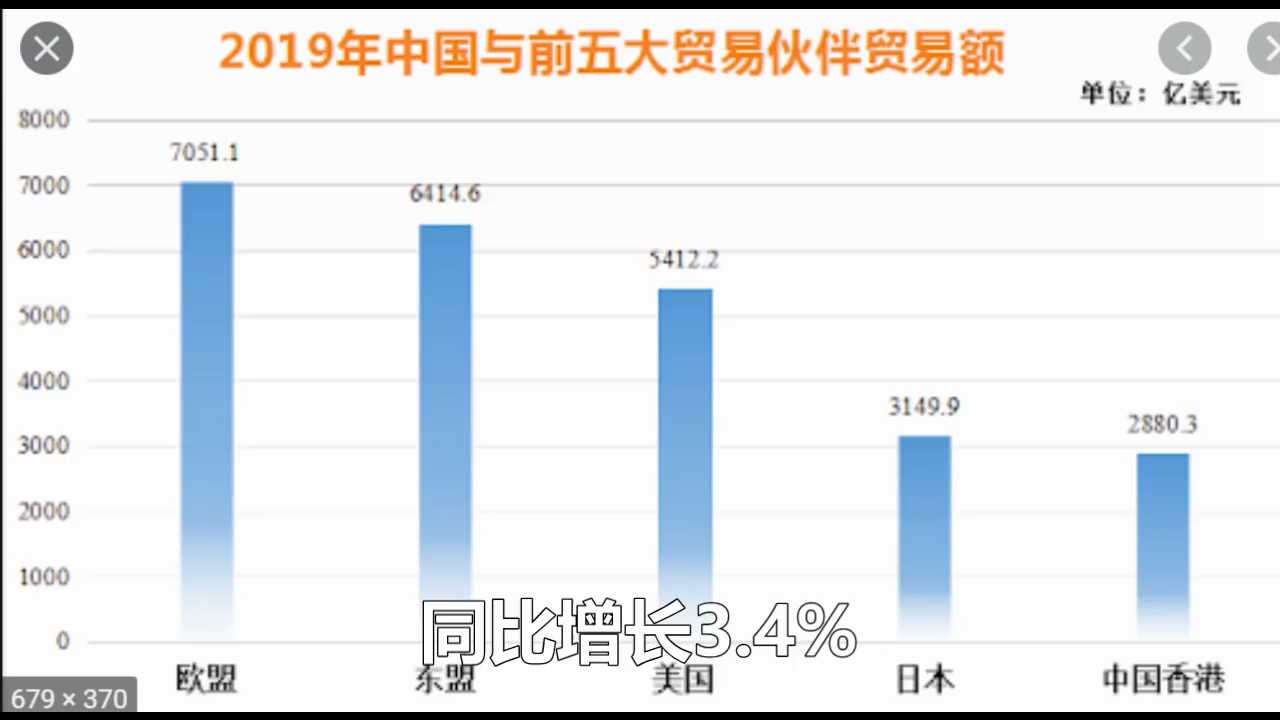 2019年中国与前五大贸易伙伴贸易额
单位：亿美元
8000
7000
6000
5000
4000
3000
2000
1000
0
7051.1
6414.6
5412.2
3149.9
2880.3
同比增长3.4%
欧盟
东盟
美国
日本
中国香港
679 × 370